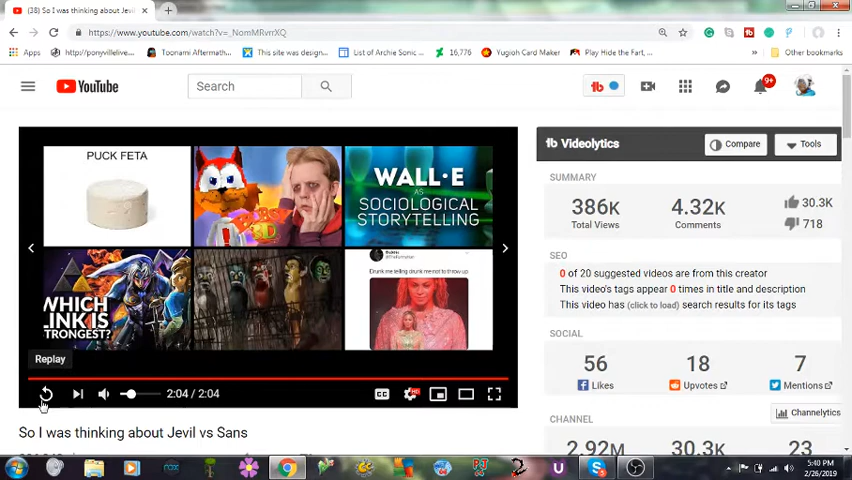 (38) So I was thinking about Jevil
https://www.youtube.com/watch?v=_NomMRvrrXQ
Apps
http://ponyvillelive...
Toonami Aftermath...
This site was design...
List of Archie Sonic...
16,776
Yugioh Card Maker
Play Hide the Fart, ...
Other bookmarks
YouTube
Search
9+
PUCK FETA
BUBSY 3D
WALL·E
AS
SOCIOLOGICAL
STORYTELLING
WHICH
LINK IS
STRONGEST?
Drunk me telling drunk me not to throw up
Replay
2:04 / 2:04
HD
So I was thinking about Jevil vs Sans
Videolytics
Compare
Tools
SUMMARY
386K
Total Views
4.32K
Comments
30.3K
718
SEO
0 of 20 suggested videos are from this creator
This video's tags appear 0 times in title and description
This video has (click to load) search results for its tags
SOCIAL
56
Likes
18
Upvotes
7
Mentions
CHANNEL
Channelytics
2.92M
30.3K
23
5:40 PM
2/26/2019